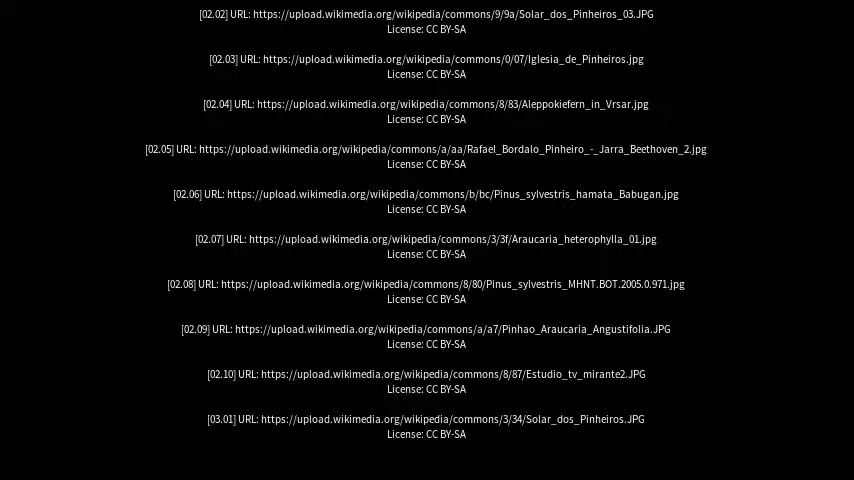 [02.02] URL: https://upload.wikimedia.org/wikipedia/commons/9/9a/Solar_dos_Pinheiros_03.JPG
License: CC BY-SA
[02.03] URL: https://upload.wikimedia.org/wikipedia/commons/0/07/Iglesia_de_Pinheiros.jpg
License: CC BY-SA
[02.04] URL: https://upload.wikimedia.org/wikipedia/commons/8/83/Aleppokiefern_in_Vrsar.jpg
License: CC BY-SA
[02.05] URL: https://upload.wikimedia.org/wikipedia/commons/a/aa/Rafael_Bordalo_Pinheiro_-_Jarra_Beethoven_2.jpg
License: CC BY-SA
[02.06] URL: https://upload.wikimedia.org/wikipedia/commons/b/bc/Pinus_sylvestris_hamata_Babugan.jpg
License: CC BY-SA
[02.07] URL: https://upload.wikimedia.org/wikipedia/commons/3/3f/Araucaria_heterophylla_01.jpg
License: CC BY-SA
[02.08] URL: https://upload.wikimedia.org/wikipedia/commons/8/80/Pinus_sylvestris_MHNT.BOT.2005.0.971.jpg
License: CC BY-SA
[02.09] URL: https://upload.wikimedia.org/wikipedia/commons/a/a7/Pinhao_Araucaria_Angustifolia.JPG
License: CC BY-SA
[02.10] URL: https://upload.wikimedia.org/wikipedia/commons/8/87/Estudio_tv_mirante2.JPG
License: CC BY-SA
[03.01] URL: https://upload.wikimedia.org/wikipedia/commons/3/34/Solar_dos_Pinheiros.JPG
License: CC BY-SA